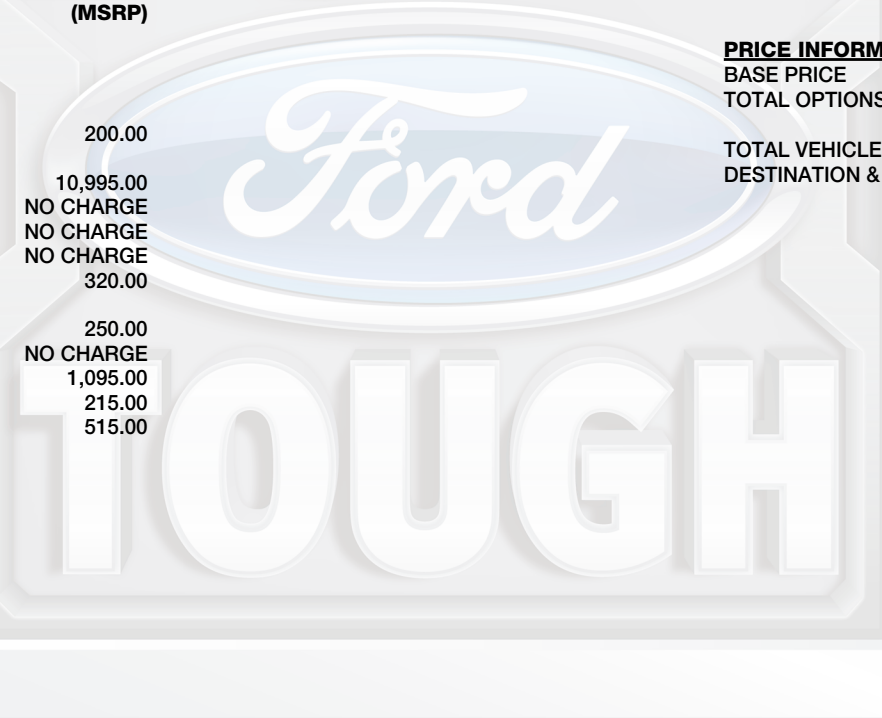 (MSRP)
200.00
10,995.00
NO CHARGE
NO CHARGE
NO CHARGE
320.00
250.00
NO CHARGE
1,095.00
215.00
515.00
PRICE INFORM
BASE PRICE
TOTAL OPTIONS
TOTAL VEHICLE
DESTINATION &
Ford
TOUGH